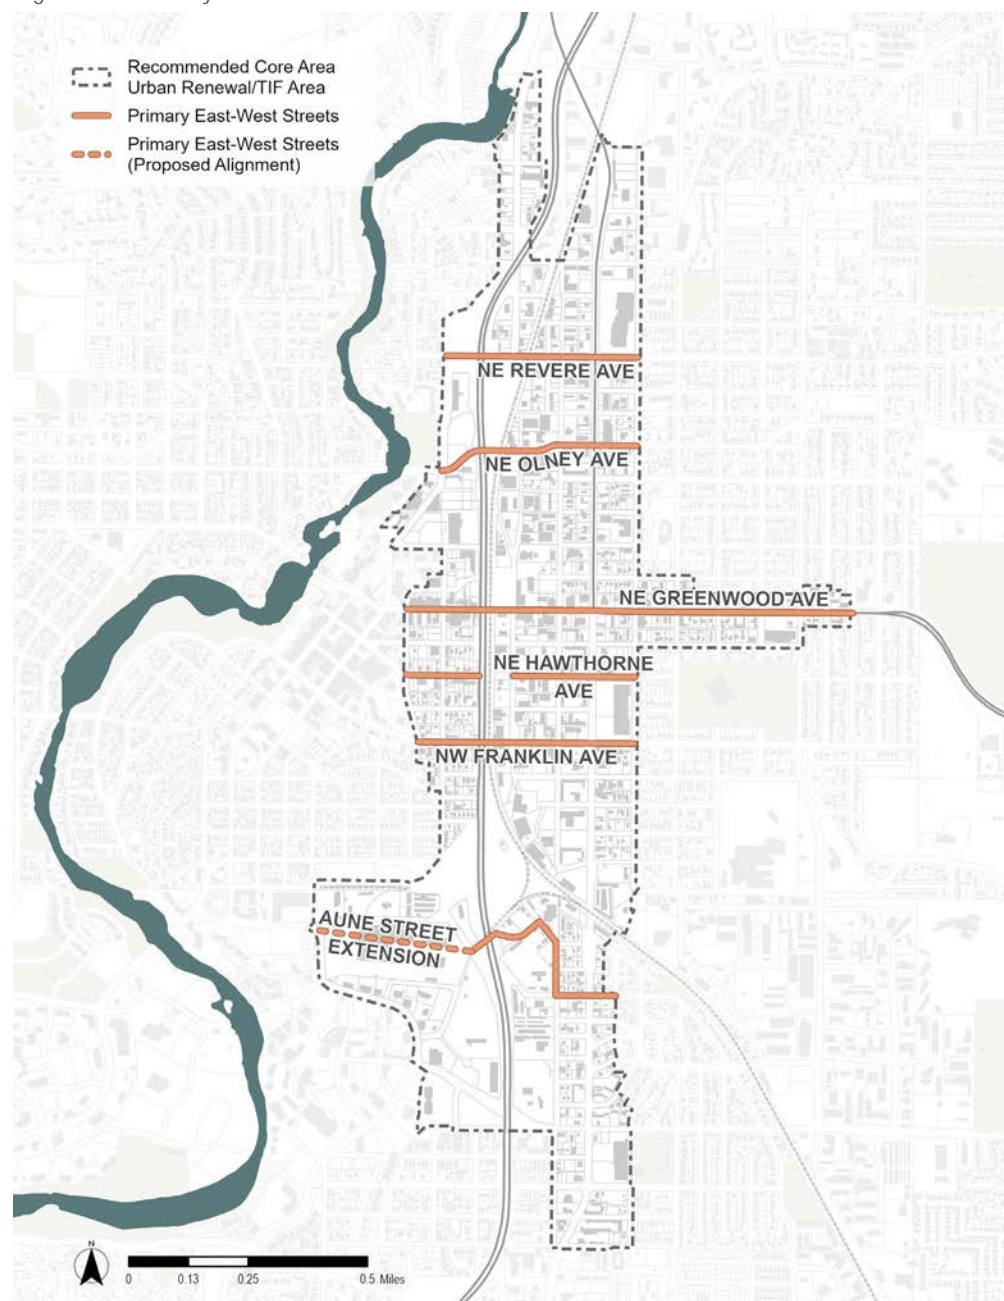 Recommended Core Area
Urban Renewal/TIF Area
Primary East-West Streets
Primary East-West Streets
(Proposed Alignment)
NE REVERE AVE
NE OLNEY AVE
NE GREENWOOD AVE
NE HAWTHORNE
AVE
NW FRANKLIN AVE
AUNE STREET
EXTENSION
N
0 0.13 0.25 0.5 Miles